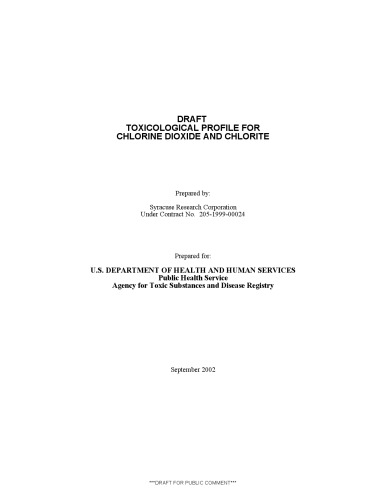 DRAFT
TOXICOLOGICAL PROFILE FOR
CHLORINE DIOXIDE AND CHLORITE
Prepared by:
Syracuse Research Corporation
Under Contract No. 205-1999-00024
Prepared for:
U.S. DEPARTMENT OF HEALTH AND HUMAN SERVICES
Public Health Service
Agency for Toxic Substances and Disease Registry
September 2002
***DRAFT FOR PUBLIC COMMENT***